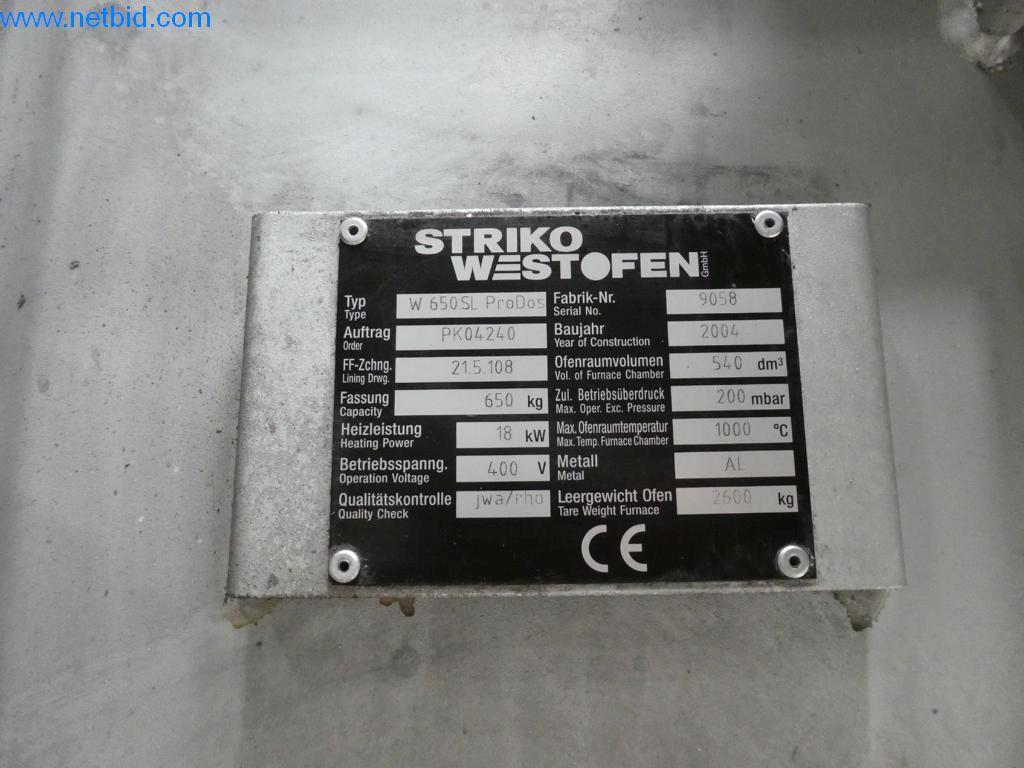 www.netbid.com
STRIKO
WESTOFEN GmbH
Typ W 650SL ProDos Fabrik-Nr. 9058
Type Serial No.
Auftrag PK04240 Baujahr 2004
Order Year of Construction
FF-Zchng. 21.5.108 Ofenraumvolumen 540 dm³
Lining Drwg. Vol. of Furnace Chamber
Fassung 650 kg Zul. Betriebsüberdruck 200 mbar
Capacity Max. Oper. Exc. Pressure
Heizleistung 18 kW Max. Ofenraumtemperatur 1000 °C
Heating Power Max. Temp. Furnace Chamber
Betriebsspanng. 400 V Metall AL
Operation Voltage Metal
Qualitätskontrolle jwa/rho Leergewicht Ofen 2600 kg
Quality Check Tare Weight Furnace
CE